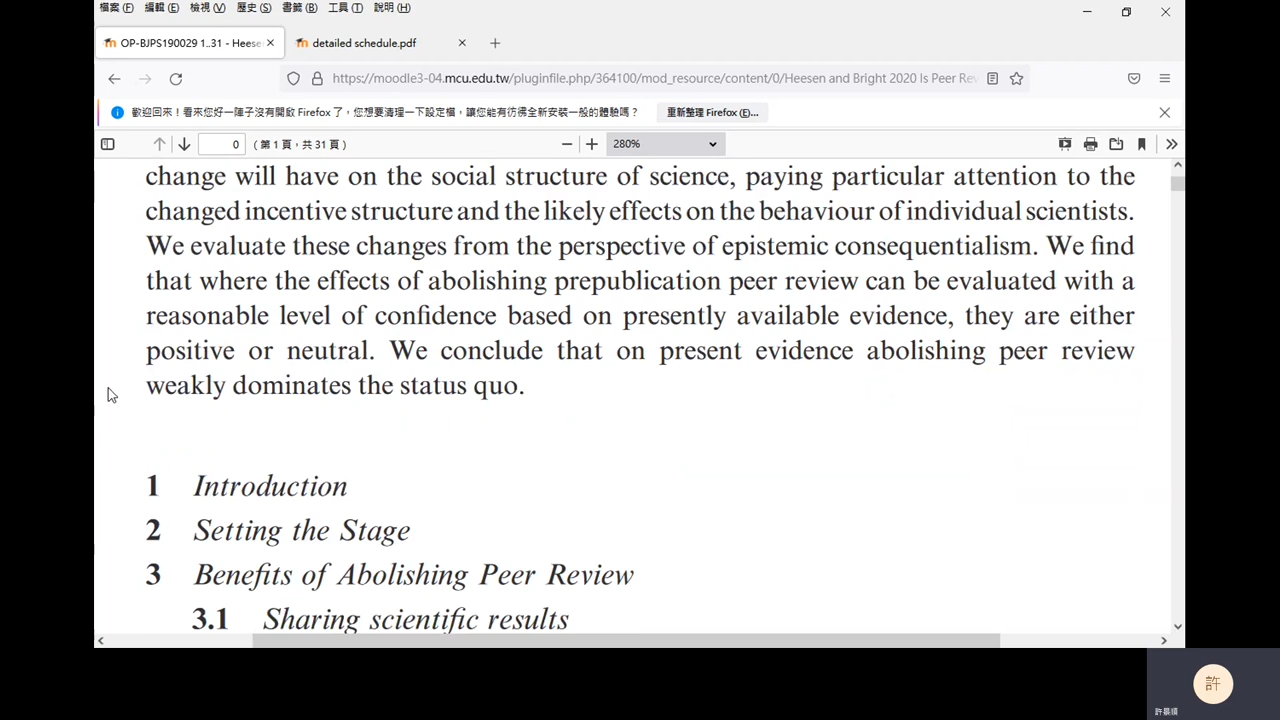 檔案 (F) 編輯 (E) 檢視 (V) 歷史 (S) 書籤 (B) 工具 (T) 說明 (H)
OP-BJPS190029 1..31 - Heese
detailed schedule.pdf
https://moodle3-04.mcu.edu.tw/pluginfile.php/364100/mod_resource/content/0/Heesen and Bright 2020 Is Peer Rev
歡迎回來！看來您好一陣子沒有開啟 Firefox 了，您想要清理一下設定檔，讓您能有彷彿全新安裝一般的體驗嗎？ 重新整理 Firefox (E)...
0 (第 1 頁，共 31 頁) 280%
change will have on the social structure of science, paying particular attention to the
changed incentive structure and the likely effects on the behaviour of individual scientists.
We evaluate these changes from the perspective of epistemic consequentialism. We find
that where the effects of abolishing prepublication peer review can be evaluated with a
reasonable level of confidence based on presently available evidence, they are either
positive or neutral. We conclude that on present evidence abolishing peer review
weakly dominates the status quo.
1 Introduction
2 Setting the Stage
3 Benefits of Abolishing Peer Review
3.1 Sharing scientific results
許